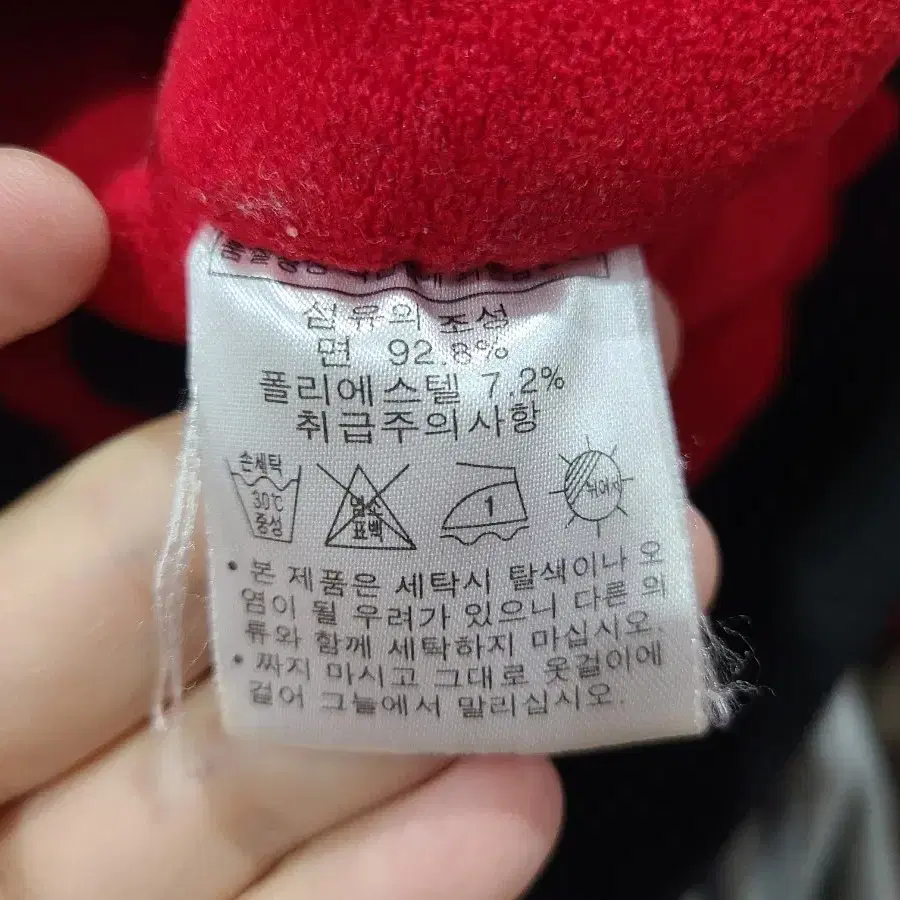 섬유의 조성
면 92.8%
폴리에스텔 7.2%
취급주의사항
손세탁
30℃
중성
염소
표백
1
뉘어서
• 본 제품은 세탁시 탈색이나 오
염이 될 우려가 있으니 다른 의
류와 함께 세탁하지 마십시오.
• 짜지 마시고 그대로 옷걸이에
걸어 그늘에서 말리십시오.